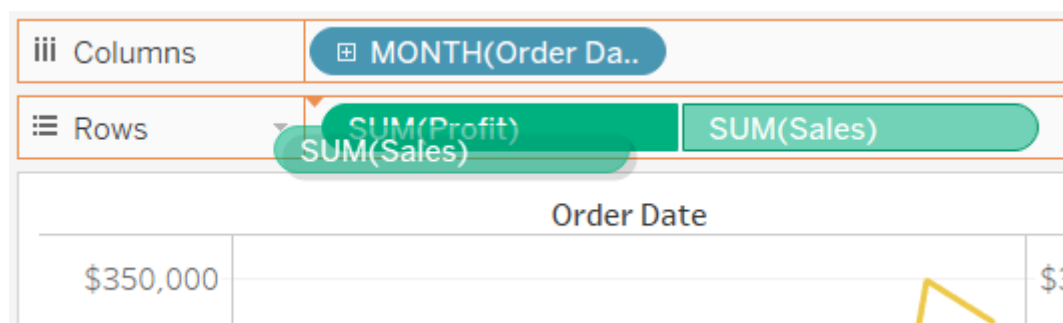 Columns
MONTH(Order Da..
Rows
SUM(Profit)
SUM(Sales)
SUM(Sales)
Order Date
$350,000